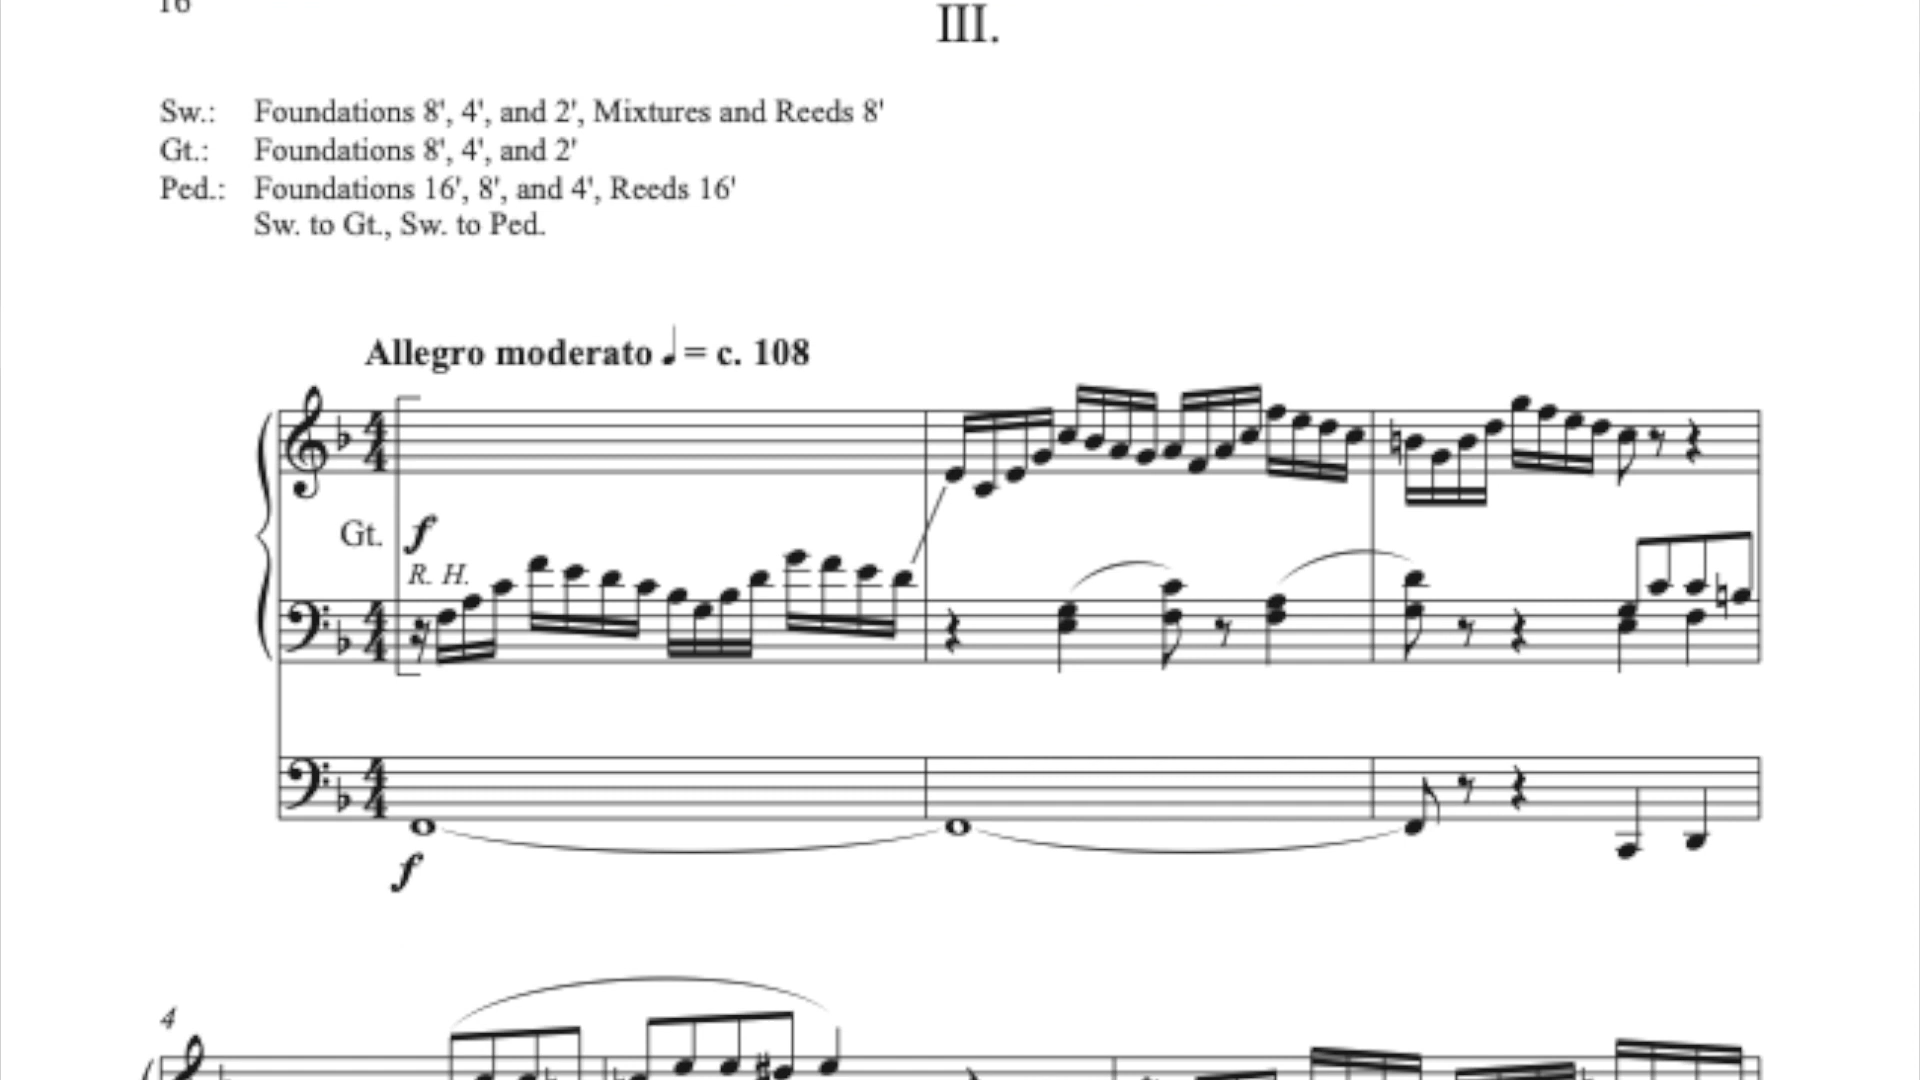 16
III.
Sw.: Foundations 8', 4', and 2', Mixtures and Reeds 8'
Gt.: Foundations 8', 4', and 2'
Ped.: Foundations 16', 8', and 4', Reeds 16'
Sw. to Gt., Sw. to Ped.
Allegro moderato ♩ = c. 108
Gt. f
R. H.
f
4